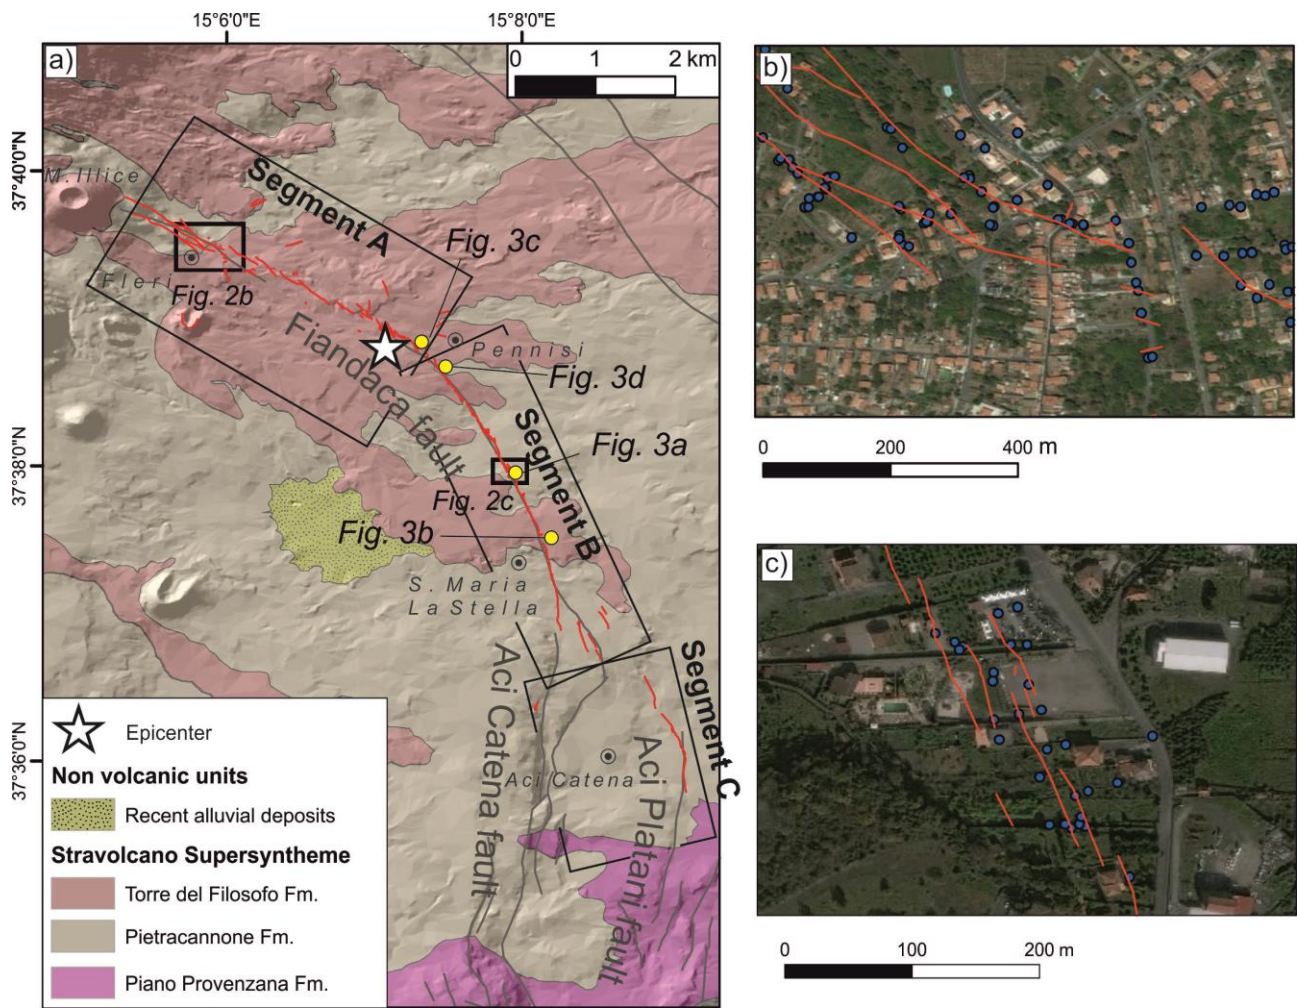 15°6'0"E
15°8'0"E
a)
0 1 2 km
37°40'0"N
37°38'0"N
37°36'0"N
M. Illice
Segment A
Fig. 3c
Fleri
Fig. 2b
Pennisi
Fig. 3d
Fiandaca fault
Segment B
Fig. 3a
Fig. 2c
Fig. 3b
S. Maria
La Stella
Aci Catena fault
Segment C
Aci Catena
Aci Platani fault
Epicenter
Non volcanic units
Recent alluvial deposits
Stravolcano Supersyntheme
Torre del Filosofo Fm.
Pietracannone Fm.
Piano Provenzana Fm.
b)
0 200 400 m
c)
0 100 200 m